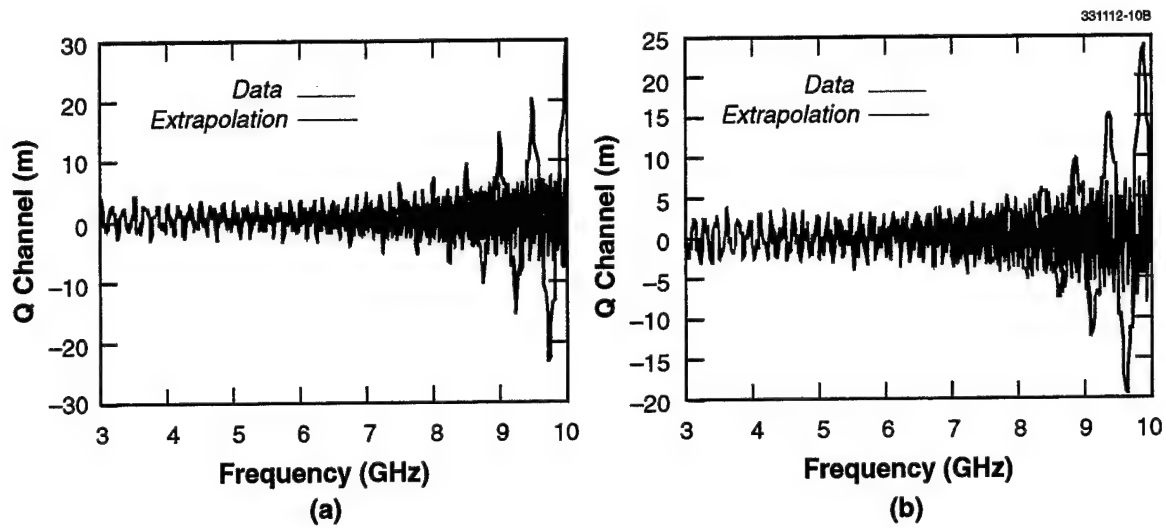 331112-10B
30
20
10
0
–10
–20
–30
Q Channel (m)
Data
Extrapolation
3 4 5 6 7 8 9 10
Frequency (GHz)
(a)
25
20
15
10
5
0
–5
–10
–15
–20
Q Channel (m)
Data
Extrapolation
3 4 5 6 7 8 9 10
Frequency (GHz)
(b)